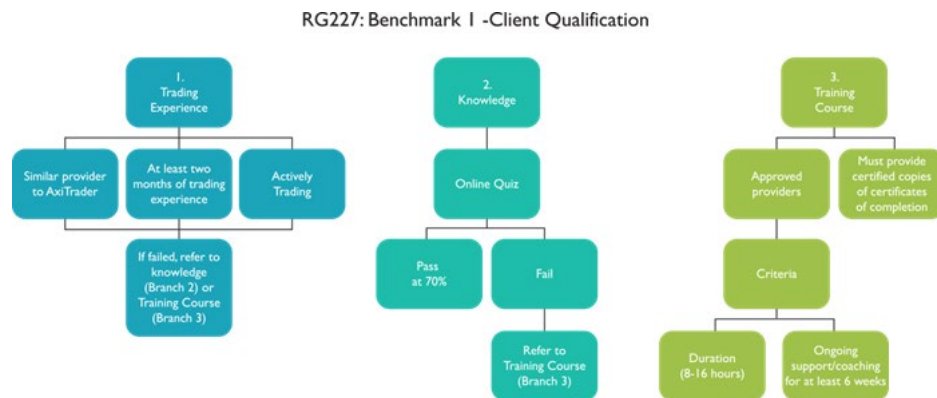 RG227: Benchmark 1 -Client Qualification
1.
Trading
Experience
Similar provider
to AxiTrader
At least two
months of trading
experience
Actively
Trading
If failed, refer to
knowledge
(Branch 2) or
Training Course
(Branch 3)
2.
Knowledge
Online Quiz
Pass
at 70%
Fail
Refer to
Training Course
(Branch 3)
3.
Training
Course
Approved
providers
Must provide
certified copies
of certificates
of completion
Criteria
Duration
(8-16 hours)
Ongoing
support/coaching
for at least 6 weeks